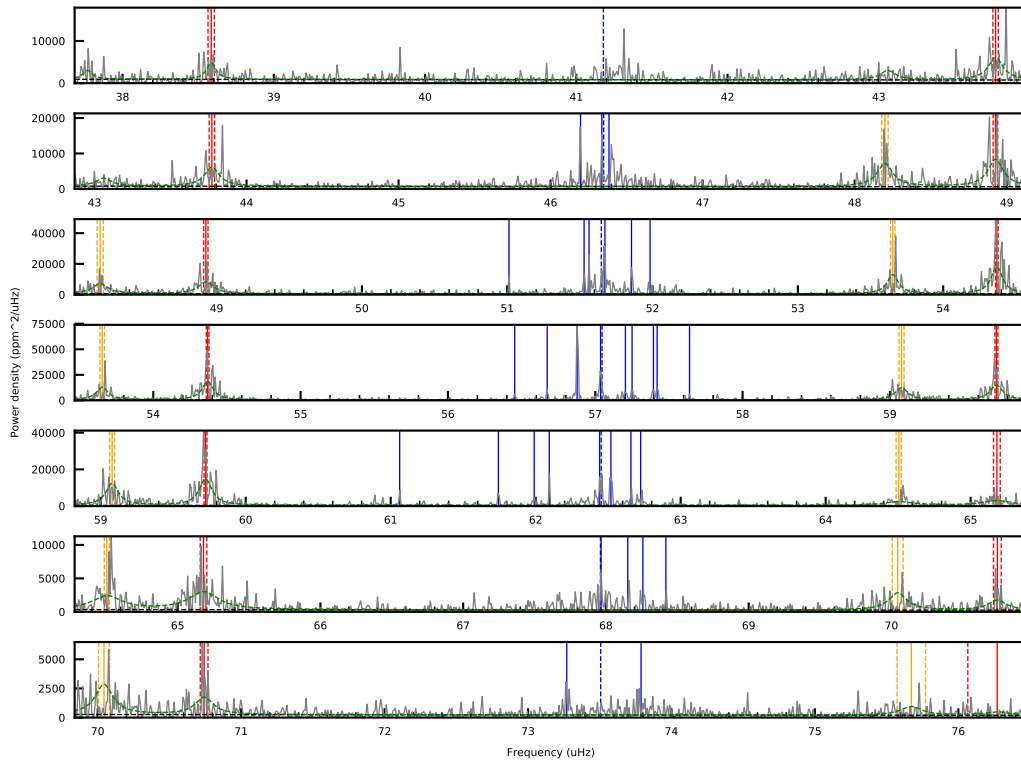 10000
0
38 39 40 41 42 43
20000
10000
0
43 44 45 46 47 48 49
40000
20000
0
49 50 51 52 53 54
75000
50000
25000
0
54 55 56 57 58 59
Power density (ppm^2/uHz)
40000
20000
0
59 60 61 62 63 64 65
10000
5000
0
65 66 67 68 69 70
5000
2500
0
70 71 72 73 74 75 76
Frequency (uHz)